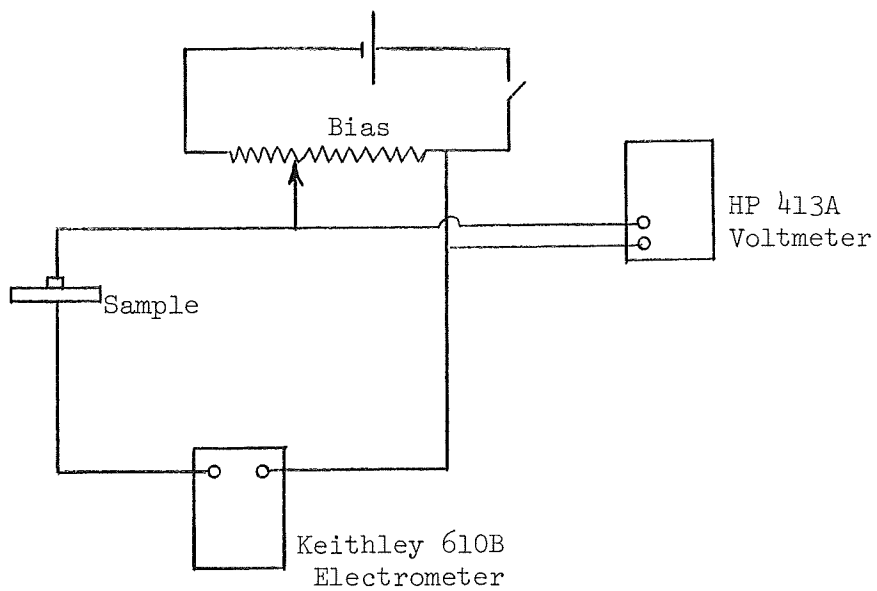 Bias
HP 413A
Voltmeter
Sample
Keithley 610B
Electrometer